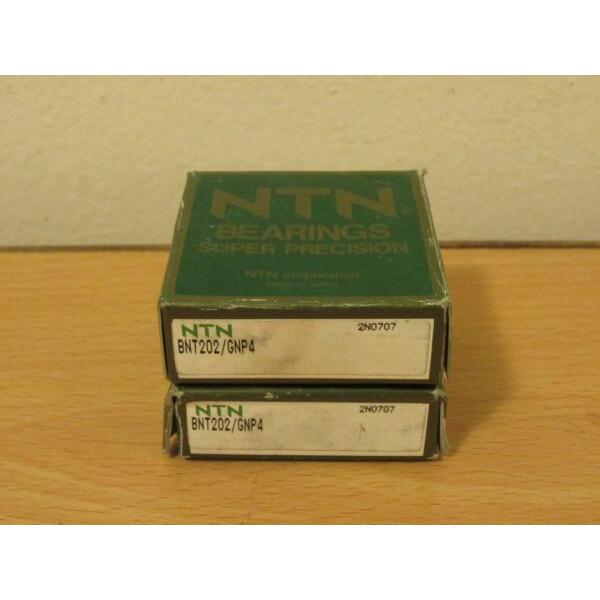 NTN
BEARINGS
SUPER PRECISION
NTN corporation
MADE IN JAPAN
NTN 2N0707
BNT202/GNP4
NTN 2N0707
BNT202/GNP4